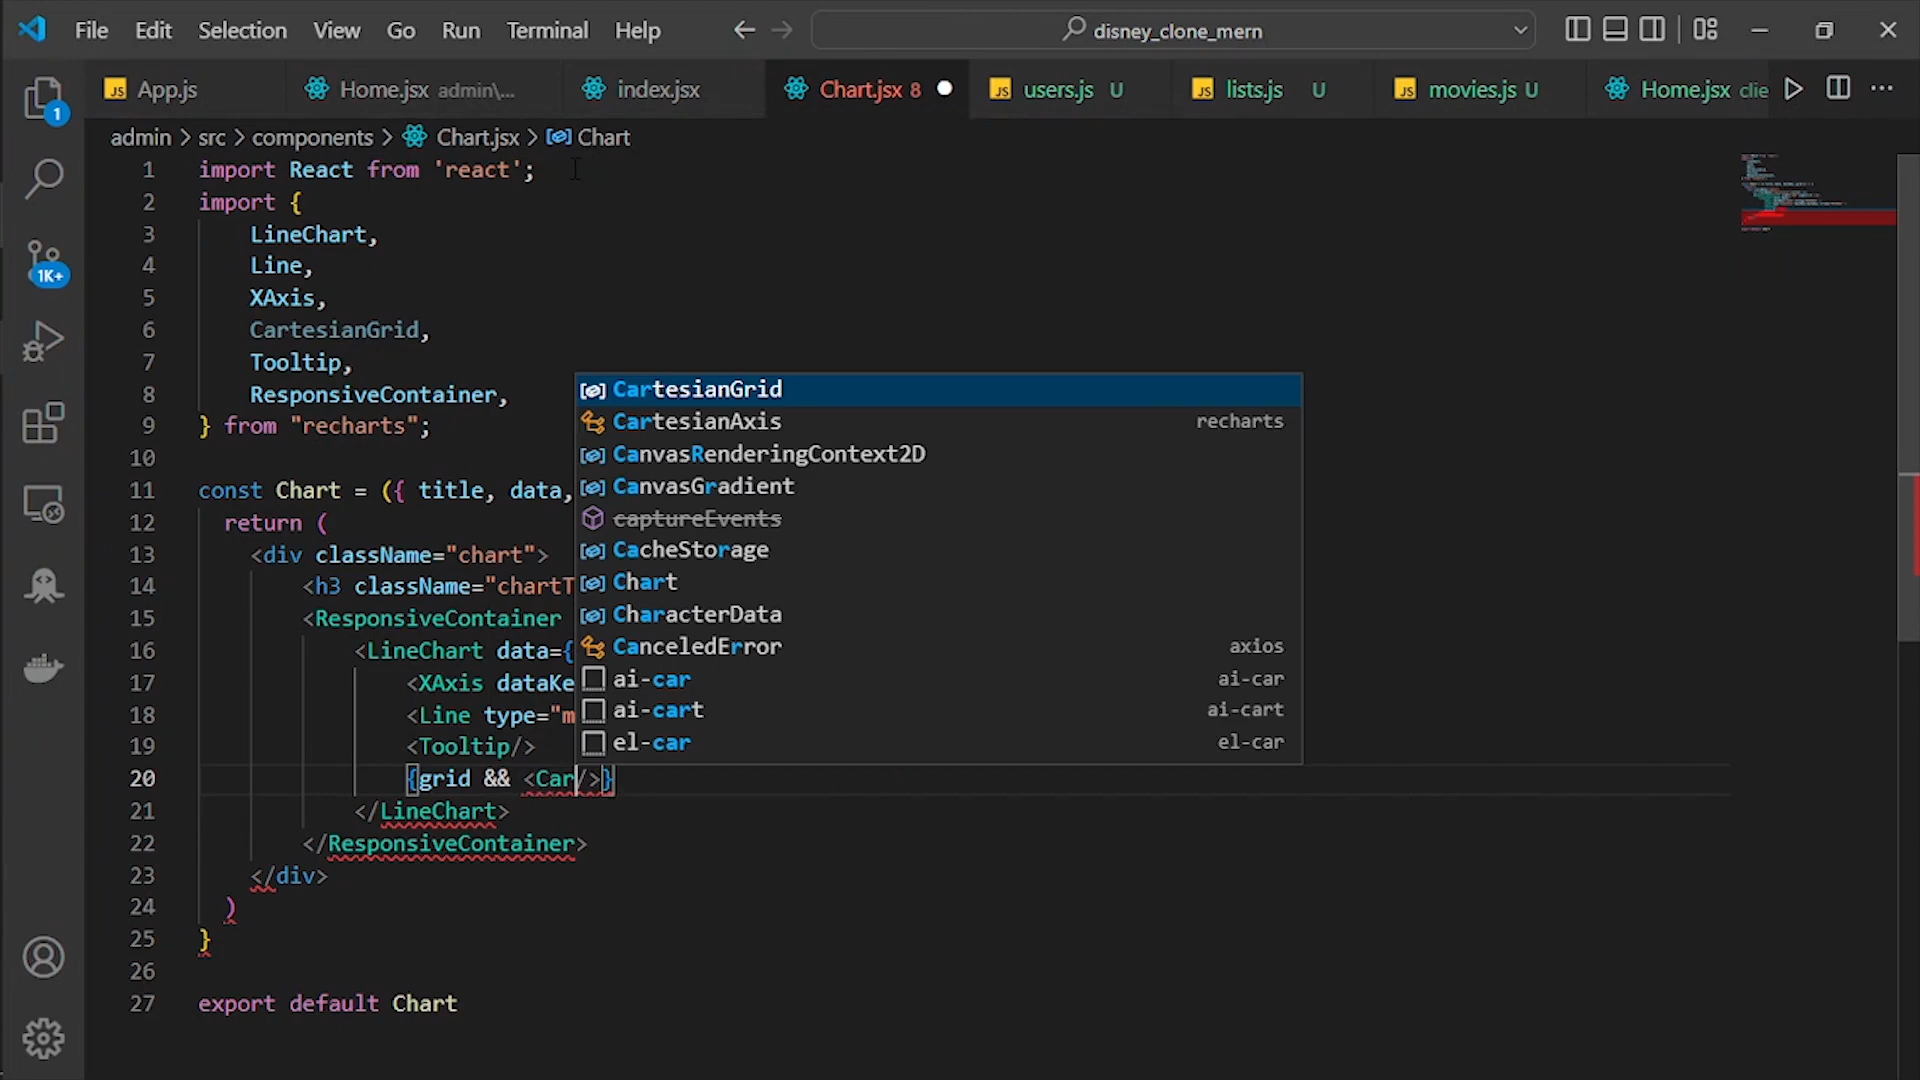 File Edit Selection View Go Run Terminal Help disney_clone_mern
JS App.js Home.jsx admin\... index.jsx Chart.jsx 8 JS users.js U JS lists.js U JS movies.js U Home.jsx clie
admin > src > components > Chart.jsx > Chart
1 import React from 'react';
2 import {
3 LineChart,
4 Line,
5 XAxis,
6 CartesianGrid,
7 Tooltip,
8 ResponsiveContainer,
9 } from "recharts";
10
11 const Chart = ({ title, data,
12 return (
13 <div className="chart">
14 <h3 className="chartT
15 <ResponsiveContainer
16 <LineChart data={
17 <XAxis dataKe
18 <Line type="m
19 <Tooltip/>
20 {grid && <Car/>}
21 </LineChart>
22 </ResponsiveContainer>
23 </div>
24 )
25 }
26
27 export default Chart
CartesianGrid
CartesianAxis recharts
CanvasRenderingContext2D
CanvasGradient
captureEvents
CacheStorage
Chart
CharacterData
CanceledError axios
ai-car ai-car
ai-cart ai-cart
el-car el-car
1
1K+